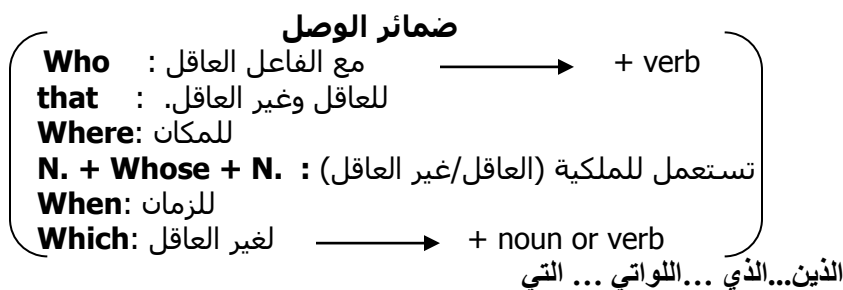 ضمائر الوصل
Who : مع الفاعل العاقل + verb
that : للعاقل وغير العاقل.
Where: للمكان
N. + Whose + N. : تستعمل للملكية (العاقل/غير العاقل)
When: للزمان
Which: لغير العاقل + noun or verb
الذين...الذي ...اللواتي ... التي